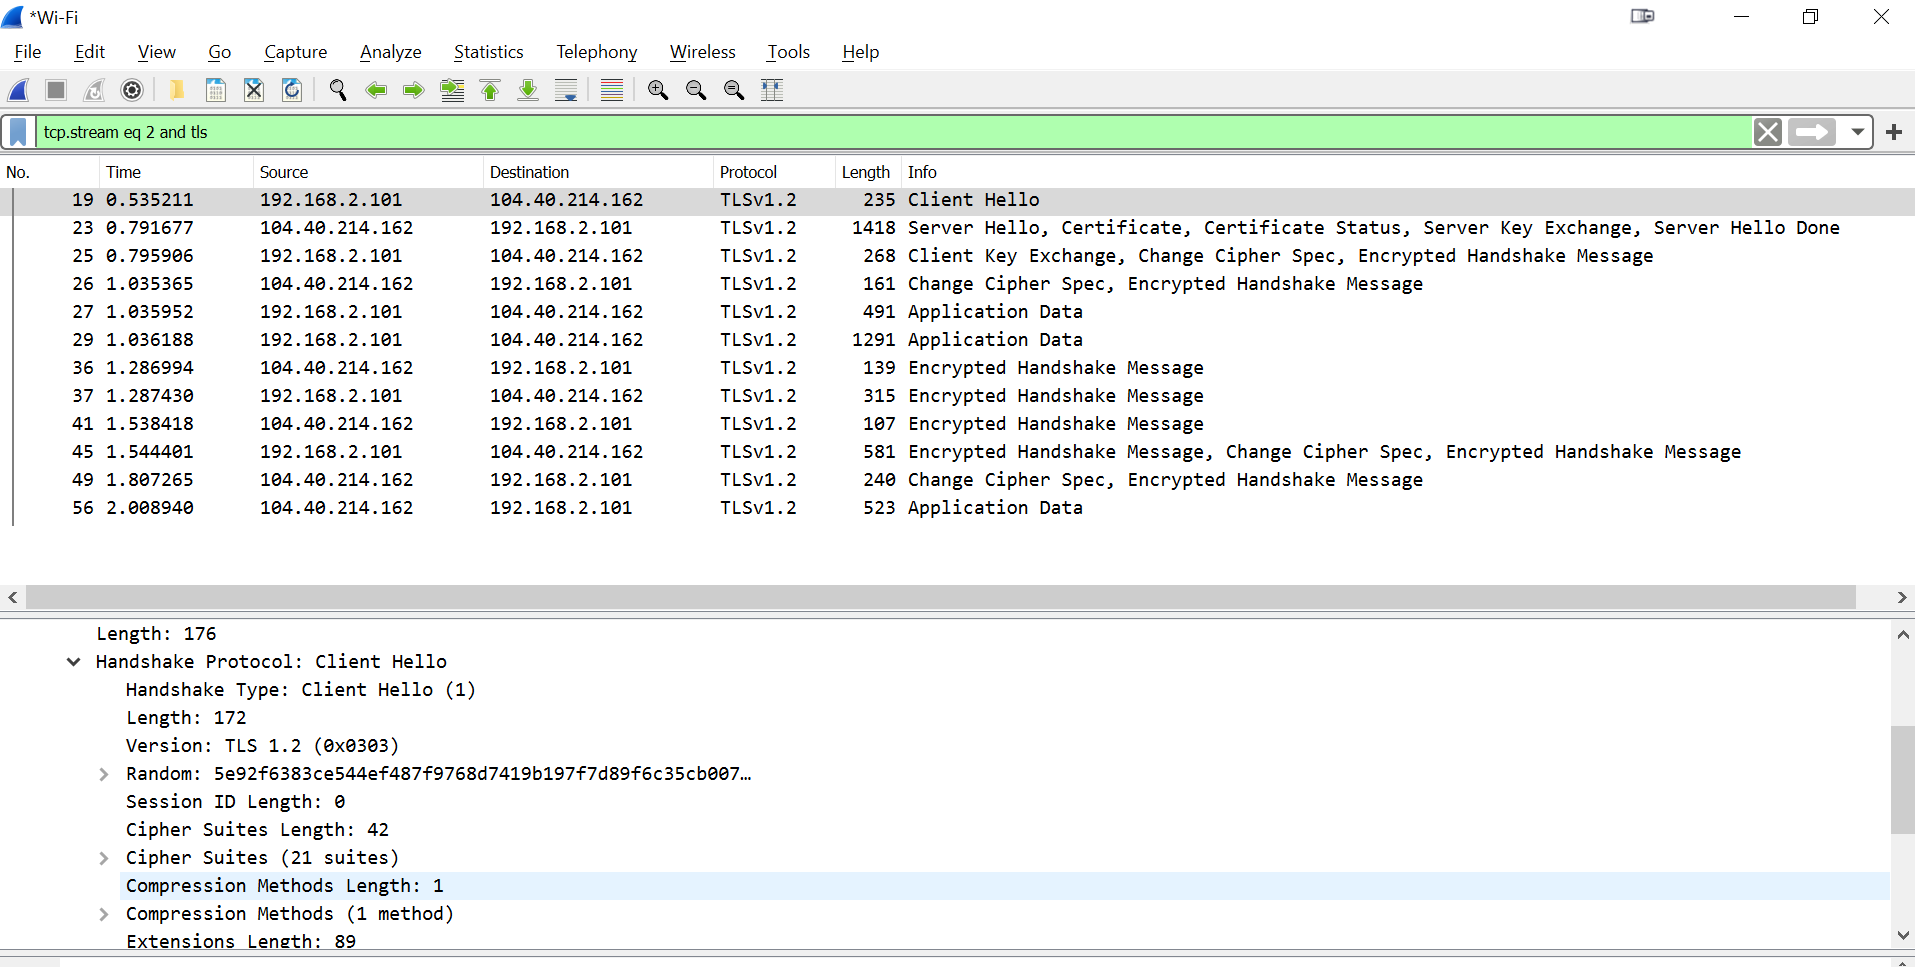 *Wi-Fi
File Edit View Go Capture Analyze Statistics Telephony Wireless Tools Help
tcp.stream eq 2 and tls
No. Time Source Destination Protocol Length Info
19 0.535211 192.168.2.101 104.40.214.162 TLSv1.2 235 Client Hello
23 0.791677 104.40.214.162 192.168.2.101 TLSv1.2 1418 Server Hello, Certificate, Certificate Status, Server Key Exchange, Server Hello Done
25 0.795906 192.168.2.101 104.40.214.162 TLSv1.2 268 Client Key Exchange, Change Cipher Spec, Encrypted Handshake Message
26 1.035365 104.40.214.162 192.168.2.101 TLSv1.2 161 Change Cipher Spec, Encrypted Handshake Message
27 1.035952 192.168.2.101 104.40.214.162 TLSv1.2 491 Application Data
29 1.036188 192.168.2.101 104.40.214.162 TLSv1.2 1291 Application Data
36 1.286994 104.40.214.162 192.168.2.101 TLSv1.2 139 Encrypted Handshake Message
37 1.287430 192.168.2.101 104.40.214.162 TLSv1.2 315 Encrypted Handshake Message
41 1.538418 104.40.214.162 192.168.2.101 TLSv1.2 107 Encrypted Handshake Message
45 1.544401 192.168.2.101 104.40.214.162 TLSv1.2 581 Encrypted Handshake Message, Change Cipher Spec, Encrypted Handshake Message
49 1.807265 104.40.214.162 192.168.2.101 TLSv1.2 240 Change Cipher Spec, Encrypted Handshake Message
56 2.008940 104.40.214.162 192.168.2.101 TLSv1.2 523 Application Data
Length: 176
Handshake Protocol: Client Hello
Handshake Type: Client Hello (1)
Length: 172
Version: TLS 1.2 (0x0303)
Random: 5e92f6383ce544ef487f9768d7419b197f7d89f6c35cb007…
Session ID Length: 0
Cipher Suites Length: 42
Cipher Suites (21 suites)
Compression Methods Length: 1
Compression Methods (1 method)
Extensions Length: 89